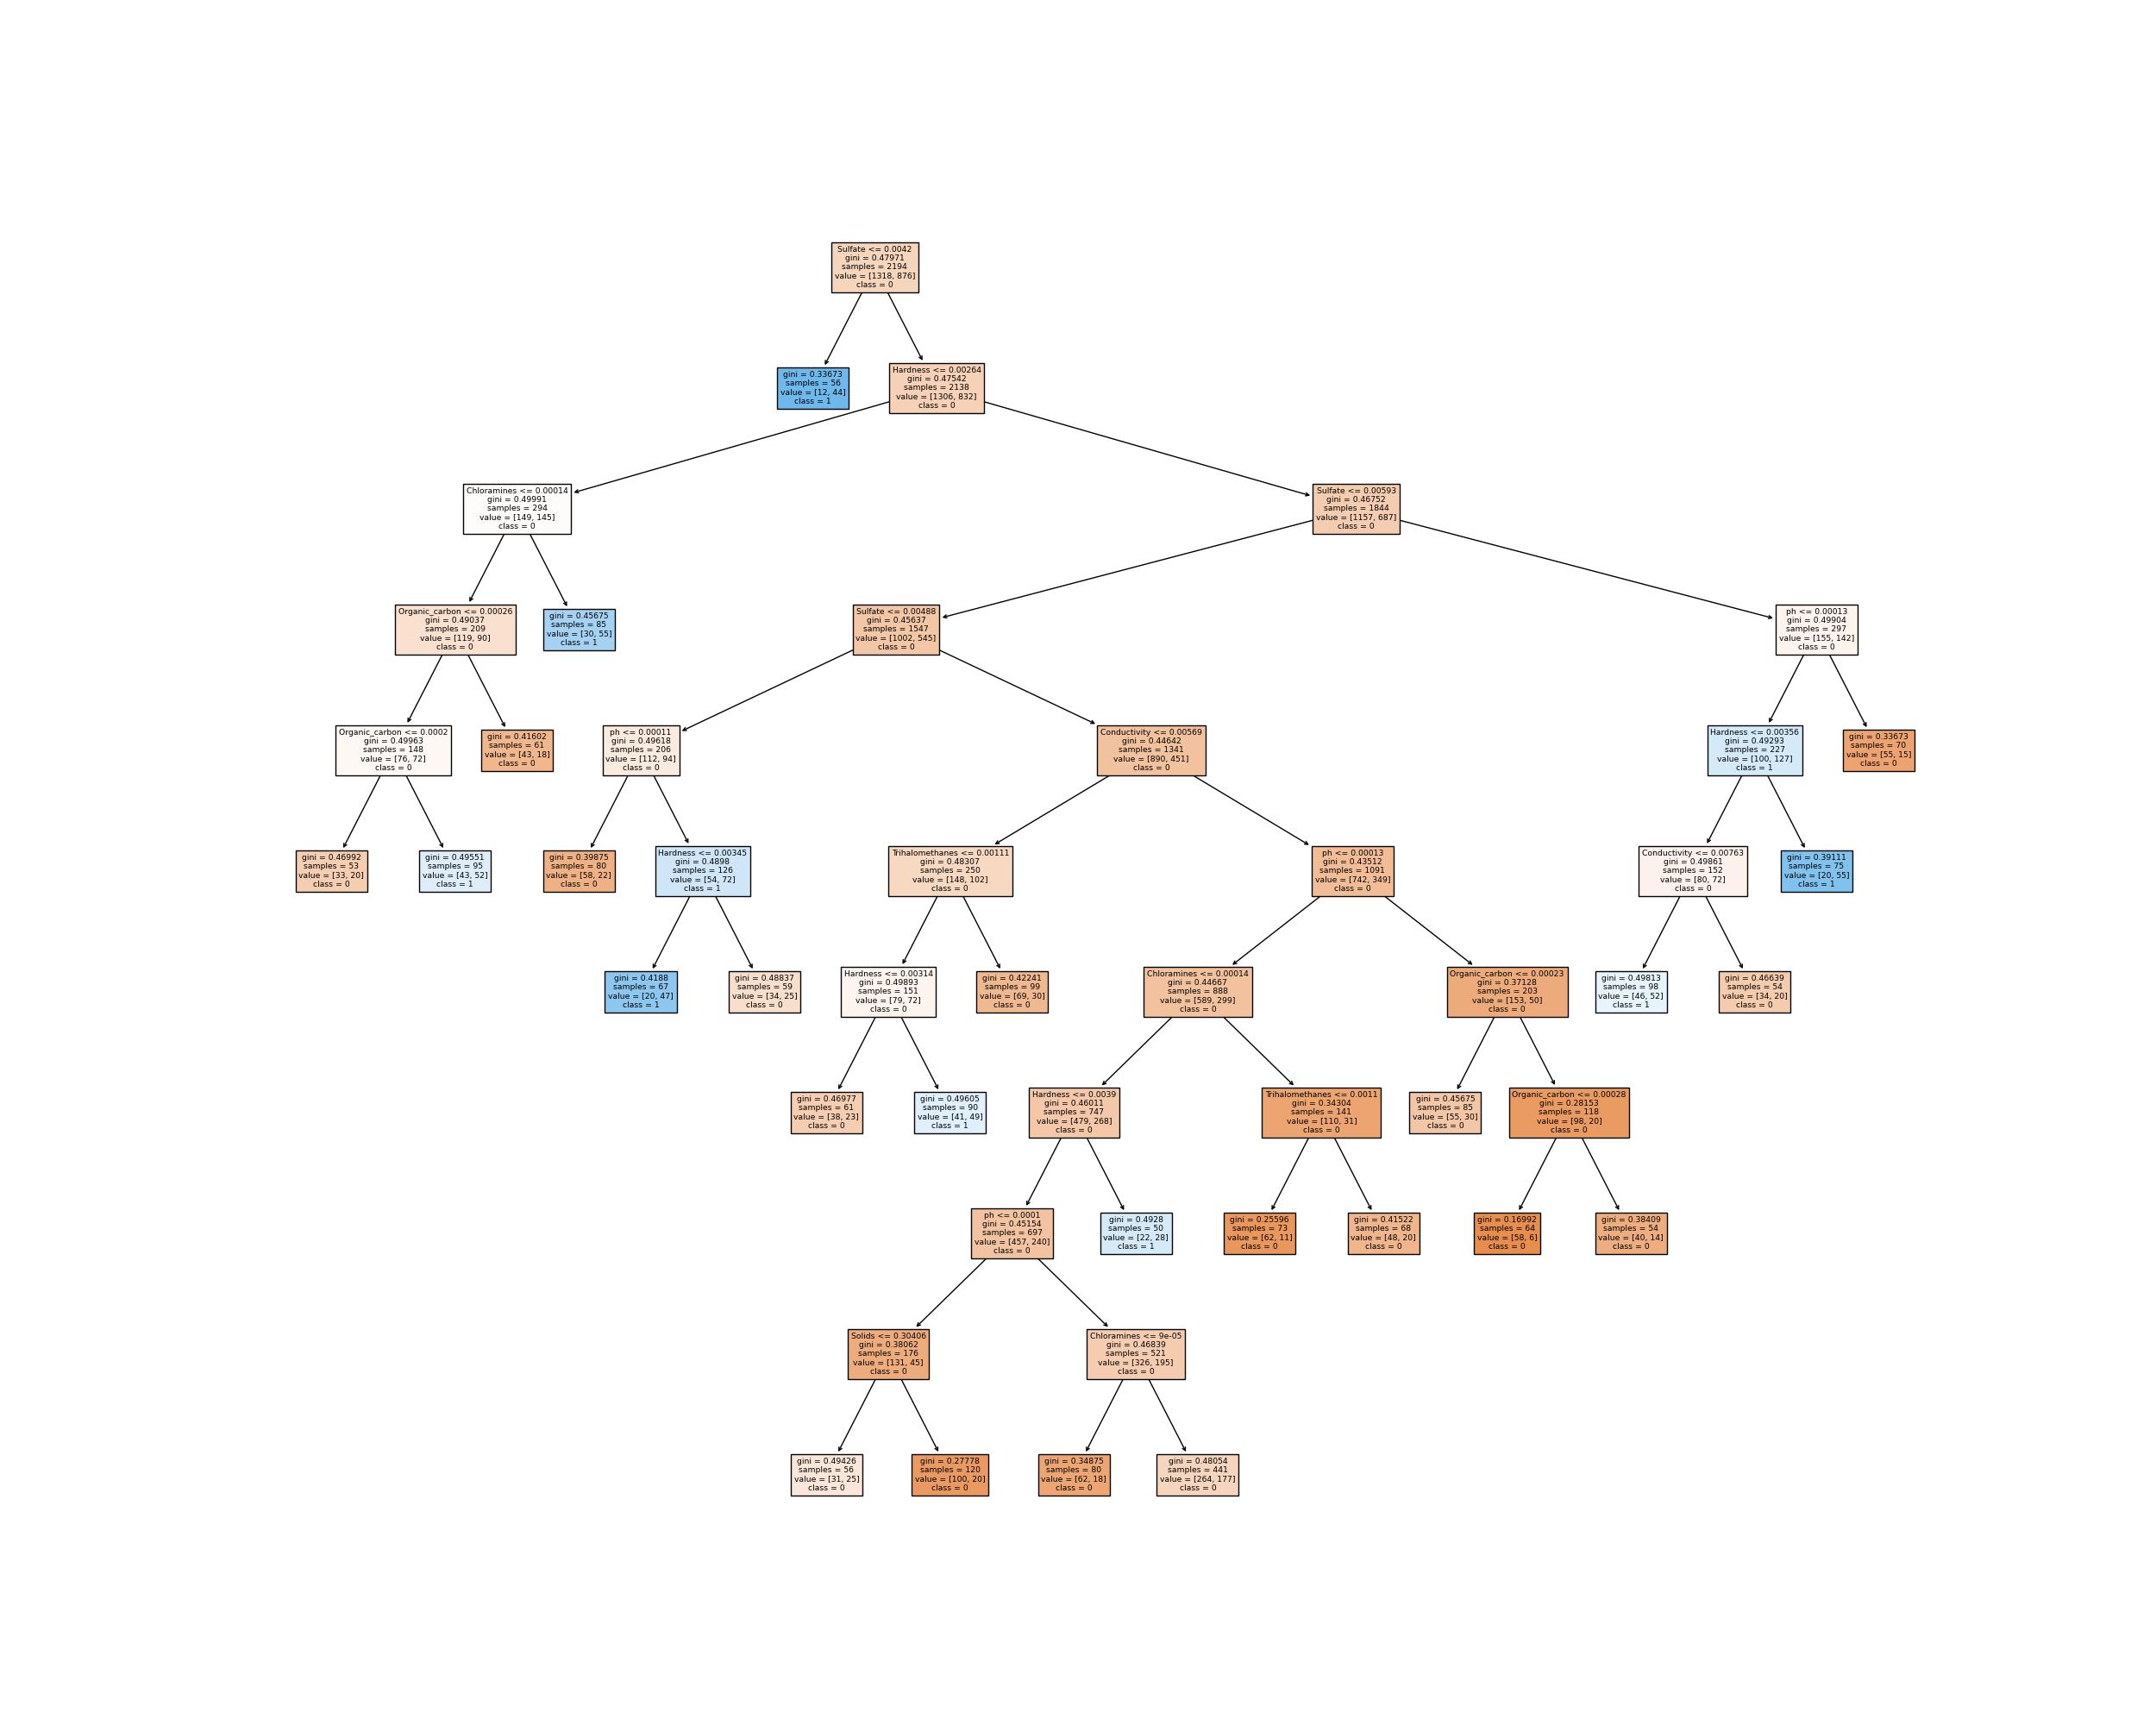 Sulfate <= 0.0042
gini = 0.47971
samples = 2194
value = [1318, 876]
class = 0
gini = 0.33673
samples = 56
value = [12, 44]
class = 1
Hardness <= 0.00264
gini = 0.47542
samples = 2138
value = [1306, 832]
class = 0
Chloramines <= 0.00014
gini = 0.49991
samples = 294
value = [149, 145]
class = 0
Sulfate <= 0.00593
gini = 0.46752
samples = 1844
value = [1157, 687]
class = 0
Organic_carbon <= 0.00026
gini = 0.49037
samples = 209
value = [119, 90]
class = 0
gini = 0.45675
samples = 85
value = [30, 55]
class = 1
Sulfate <= 0.00488
gini = 0.45637
samples = 1547
value = [1002, 545]
class = 0
ph <= 0.00013
gini = 0.49904
samples = 297
value = [155, 142]
class = 0
Organic_carbon <= 0.0002
gini = 0.49963
samples = 148
value = [76, 72]
class = 0
gini = 0.41602
samples = 61
value = [43, 18]
class = 0
ph <= 0.00011
gini = 0.49618
samples = 206
value = [112, 94]
class = 0
Conductivity <= 0.00569
gini = 0.44642
samples = 1341
value = [890, 451]
class = 0
Hardness <= 0.00356
gini = 0.49293
samples = 227
value = [100, 127]
class = 1
gini = 0.33673
samples = 70
value = [55, 15]
class = 0
gini = 0.46992
samples = 53
value = [33, 20]
class = 0
gini = 0.49551
samples = 95
value = [43, 52]
class = 1
gini = 0.39875
samples = 80
value = [58, 22]
class = 0
Hardness <= 0.00345
gini = 0.4898
samples = 126
value = [54, 72]
class = 1
Trihalomethanes <= 0.00111
gini = 0.48307
samples = 250
value = [148, 102]
class = 0
ph <= 0.00013
gini = 0.43512
samples = 1091
value = [742, 349]
class = 0
Conductivity <= 0.00763
gini = 0.49861
samples = 152
value = [80, 72]
class = 0
gini = 0.39111
samples = 75
value = [20, 55]
class = 1
gini = 0.4188
samples = 67
value = [20, 47]
class = 1
gini = 0.48837
samples = 59
value = [34, 25]
class = 0
Hardness <= 0.00314
gini = 0.49893
samples = 151
value = [79, 72]
class = 0
gini = 0.42241
samples = 99
value = [69, 30]
class = 0
Chloramines <= 0.00014
gini = 0.44667
samples = 888
value = [589, 299]
class = 0
Organic_carbon <= 0.00023
gini = 0.37128
samples = 203
value = [153, 50]
class = 0
gini = 0.49813
samples = 98
value = [46, 52]
class = 1
gini = 0.46639
samples = 54
value = [34, 20]
class = 0
gini = 0.46977
samples = 61
value = [38, 23]
class = 0
gini = 0.49605
samples = 90
value = [41, 49]
class = 1
Hardness <= 0.0039
gini = 0.46011
samples = 747
value = [479, 268]
class = 0
Trihalomethanes <= 0.0011
gini = 0.34304
samples = 141
value = [110, 31]
class = 0
gini = 0.45675
samples = 85
value = [55, 30]
class = 0
Organic_carbon <= 0.00028
gini = 0.28153
samples = 118
value = [98, 20]
class = 0
ph <= 0.0001
gini = 0.45154
samples = 697
value = [457, 240]
class = 0
gini = 0.4928
samples = 50
value = [22, 28]
class = 1
gini = 0.25596
samples = 73
value = [62, 11]
class = 0
gini = 0.41522
samples = 68
value = [48, 20]
class = 0
gini = 0.16992
samples = 64
value = [58, 6]
class = 0
gini = 0.38409
samples = 54
value = [40, 14]
class = 0
Solids <= 0.30406
gini = 0.38062
samples = 176
value = [131, 45]
class = 0
Chloramines <= 9e-05
gini = 0.46839
samples = 521
value = [326, 195]
class = 0
gini = 0.49426
samples = 56
value = [31, 25]
class = 0
gini = 0.27778
samples = 120
value = [100, 20]
class = 0
gini = 0.34875
samples = 80
value = [62, 18]
class = 0
gini = 0.48054
samples = 441
value = [264, 177]
class = 0